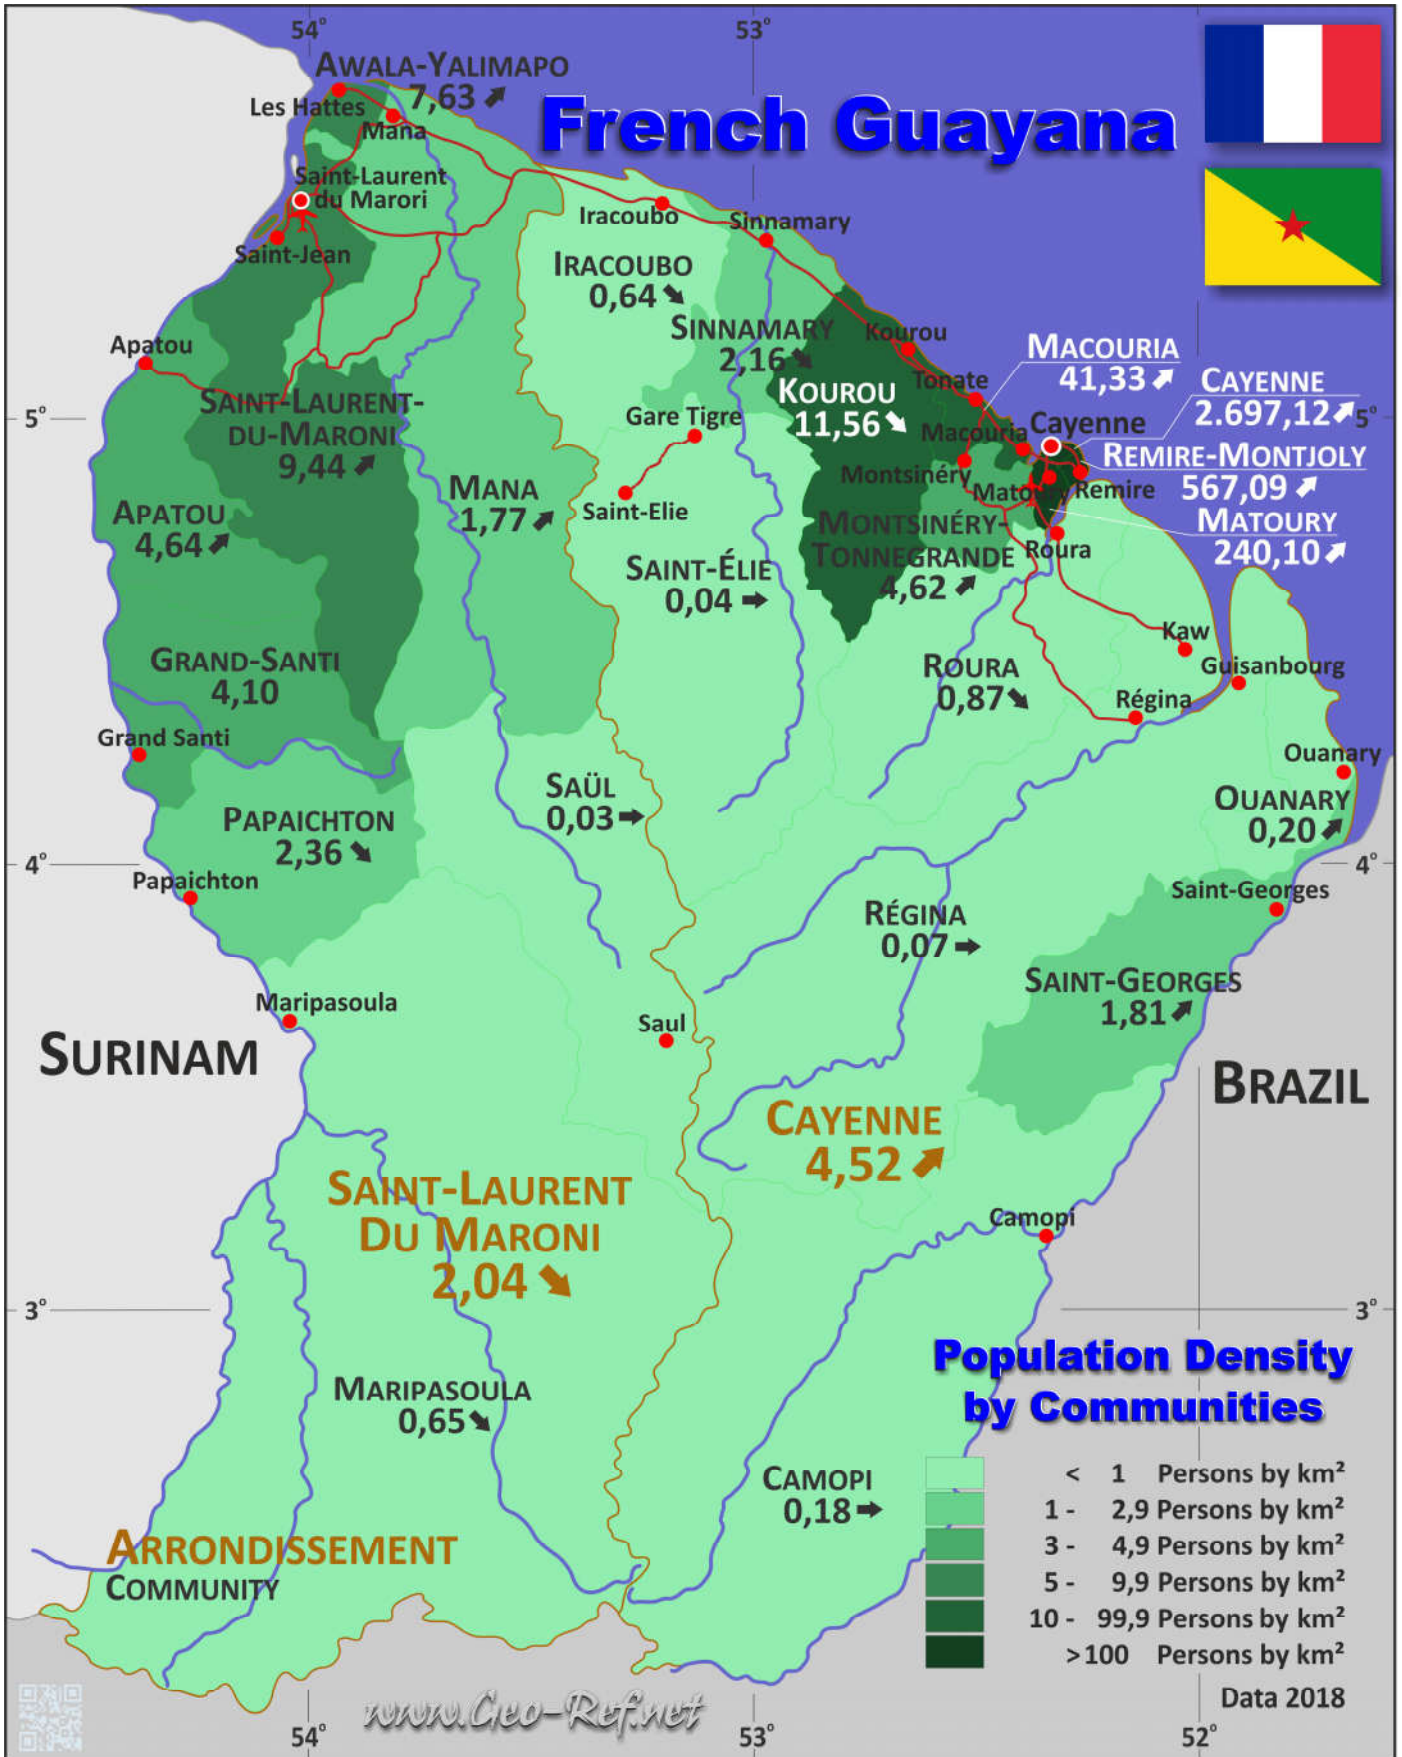 54°
53°
AWALA-YALIMAPO
7,63
Les Hattes
Mana
French Guayana
Saint-Laurent
du Marori
Saint-Jean
Iracoubo
Sinnamary
IRACOUBO
0,64
SINNAMARY
2,16
Kourou
Apatou
MACOURIA
41,33
CAYENNE
2.697,12
Tonate
KOUROU
11,56
SAINT-LAURENT-
DU-MARONI
9,44
Gare Tigre
Macouria
Cayenne
5°
5°
REMIRE-MONTJOLY
567,09
Montsinéry
Matoury
Remire
MANA
1,77
Saint-Elie
APATOU
4,64
MATOURY
240,10
MONTSINÉRY-
TONNEGRANDE
4,62
Roura
SAINT-ÉLIE
0,04
Kaw
GRAND-SANTI
4,10
ROURA
0,87
Guisanbourg
Régina
Grand Santi
Ouanary
SAÜL
0,03
OUANARY
0,20
PAPAICHTON
2,36
4°
4°
Papaichton
Saint-Georges
RÉGINA
0,07
SAINT-GEORGES
1,81
Maripasoula
Saul
SURINAM
BRAZIL
CAYENNE
4,52
SAINT-LAURENT
DU MARONI
2,04
Camopi
3°
3°
Population Density
by Communities
MARIPASOULA
0,65
CAMOPI
0,18
< 1 Persons by km²
1 - 2,9 Persons by km²
3 - 4,9 Persons by km²
5 - 9,9 Persons by km²
10 - 99,9 Persons by km²
>100 Persons by km²
ARRONDISSEMENT
COMMUNITY
Data 2018
www.Geo-Ref.net
54°
53°
52°